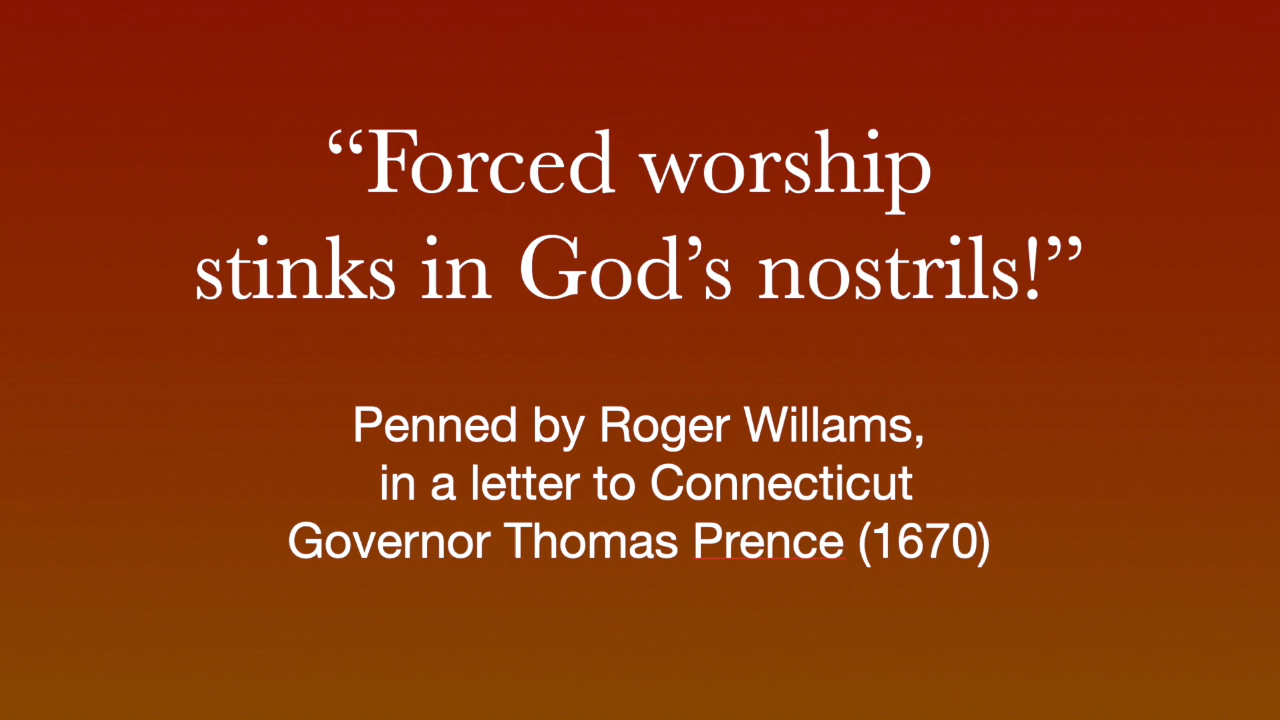 “Forced worship
stinks in God’s nostrils!”
Penned by Roger Willams,
in a letter to Connecticut
Governor Thomas Prence (1670)